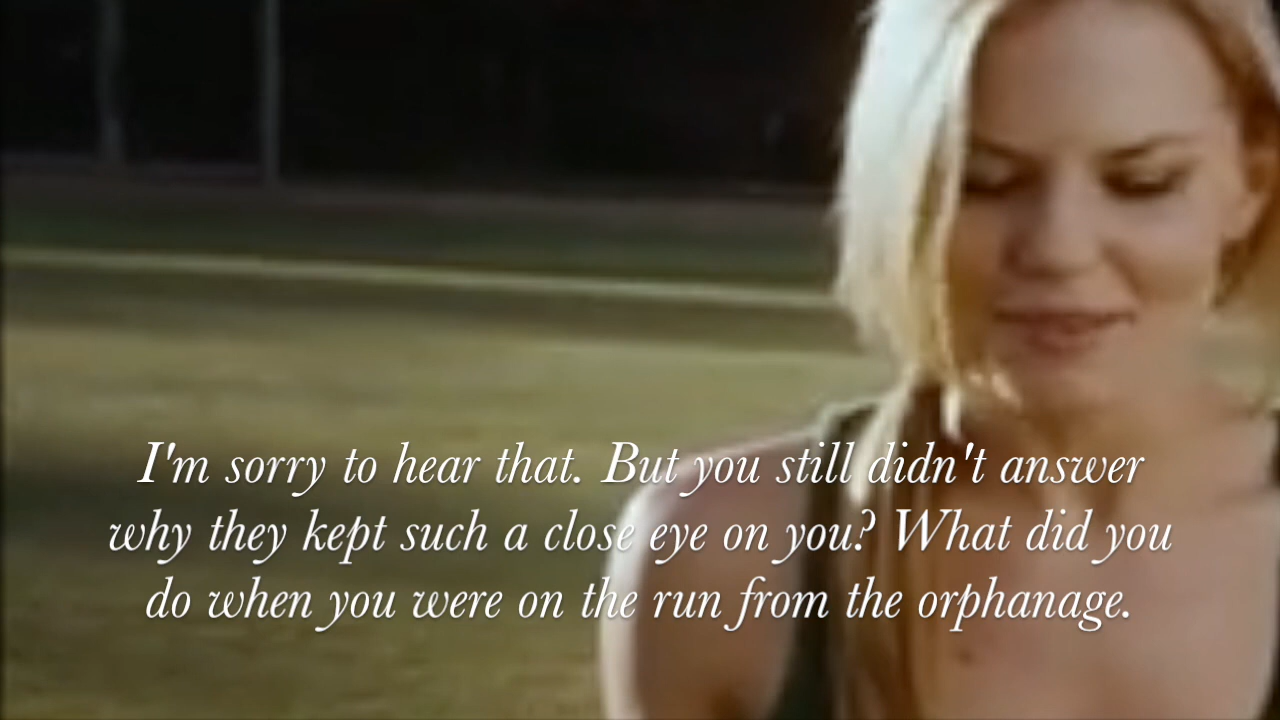 I'm sorry to hear that. But you still didn't answer
why they kept such a close eye on you? What did you
do when you were on the run from the orphanage.